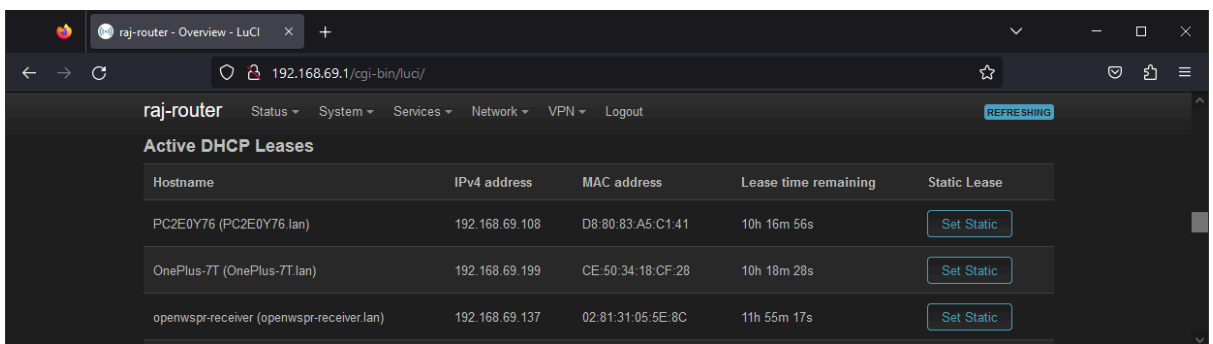 raj-router - Overview - LuCI
192.168.69.1/cgi-bin/luci/
raj-router Status System Services Network VPN Logout REFRESHING
Active DHCP Leases
Hostname IPv4 address MAC address Lease time remaining Static Lease
PC2E0Y76 (PC2E0Y76.lan) 192.168.69.108 D8:80:83:A5:C1:41 10h 16m 56s Set Static
OnePlus-7T (OnePlus-7T.lan) 192.168.69.199 CE:50:34:18:CF:28 10h 18m 28s Set Static
openwspr-receiver (openwspr-receiver.lan) 192.168.69.137 02:81:31:05:5E:8C 11h 55m 17s Set Static